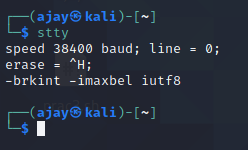 ┌──(ajay㉿kali)-[~]
└─$ stty
speed 38400 baud; line = 0;
erase = ^H;
-brkint -imaxbel iutf8
┌──(ajay㉿kali)-[~]
└─$